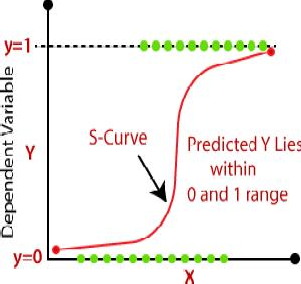 y=1
Dependent Variable
Y
S-Curve
Predicted Y Lies
within
0 and 1 range
y=0
X